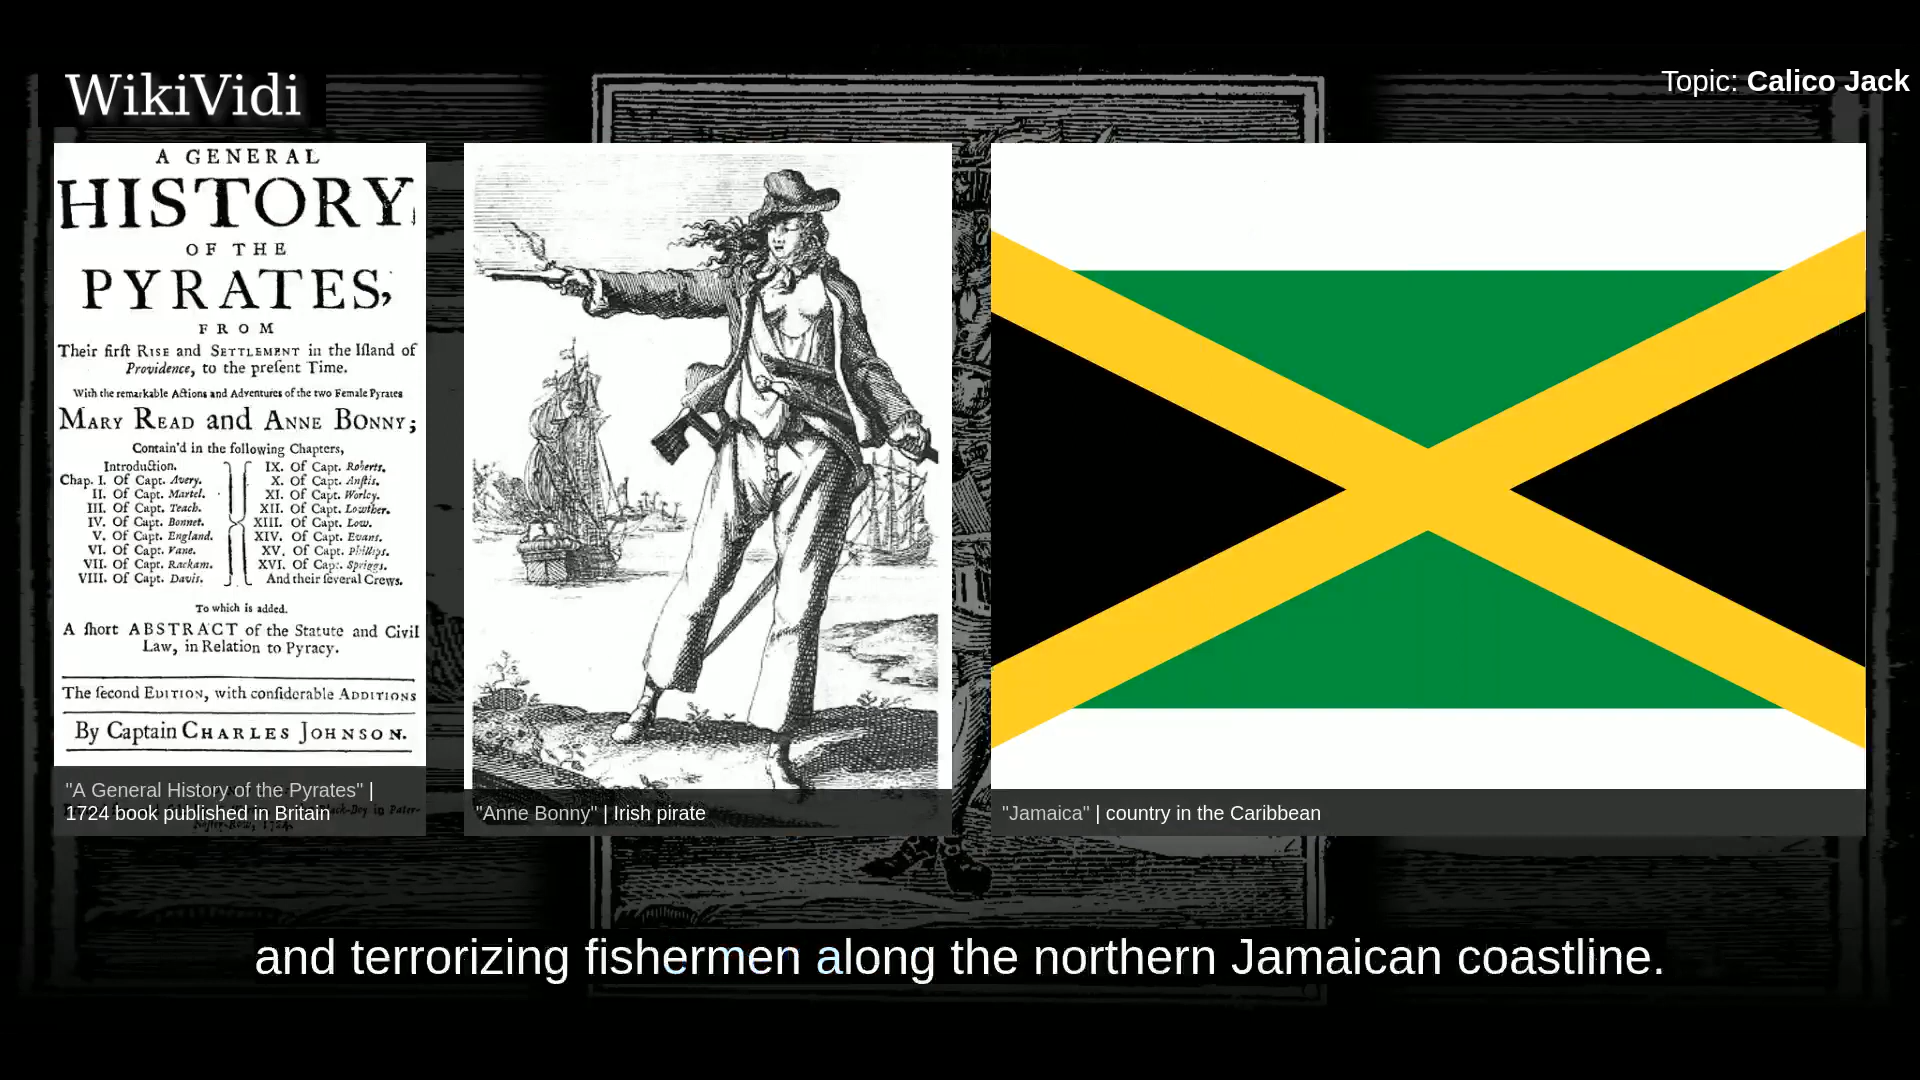 WikiVidi
Topic: Calico Jack
A GENERAL
HISTORY
OF THE
PYRATES,
FROM
Their firſt RISE and SETTLEMENT in the Iſland of
Providence, to the preſent Time.
With the remarkable Actions and Adventures of the two Female Pyrates
MARY READ and ANNE BONNY;
Contain'd in the following Chapters,
Introduction.
Chap. I. Of Capt. Avery.
II. Of Capt. Martel.
III. Of Capt. Teach.
IV. Of Capt. Bonnet.
V. Of Capt. England.
VI. Of Capt. Vane.
VII. Of Capt. Rackam.
VIII. Of Capt. Davis.
IX. Of Capt. Roberts.
X. Of Capt. Anſtis.
XI. Of Capt. Worley.
XII. Of Capt. Lowther.
XIII. Of Capt. Low.
XIV. Of Capt. Evans.
XV. Of Capt. Phillips.
XVI. Of Capt. Spriggs.
And their ſeveral Crews.
To which is added.
A ſhort ABSTRACT of the Statute and Civil
Law, in Relation to Pyracy.
The ſecond EDITION, with conſiderable ADDITIONS
By Captain CHARLES JOHNSON.
"A General History of the Pyrates" |
1724 book published in Britain
"Anne Bonny" | Irish pirate
"Jamaica" | country in the Caribbean
and terrorizing fishermen along the northern Jamaican coastline.